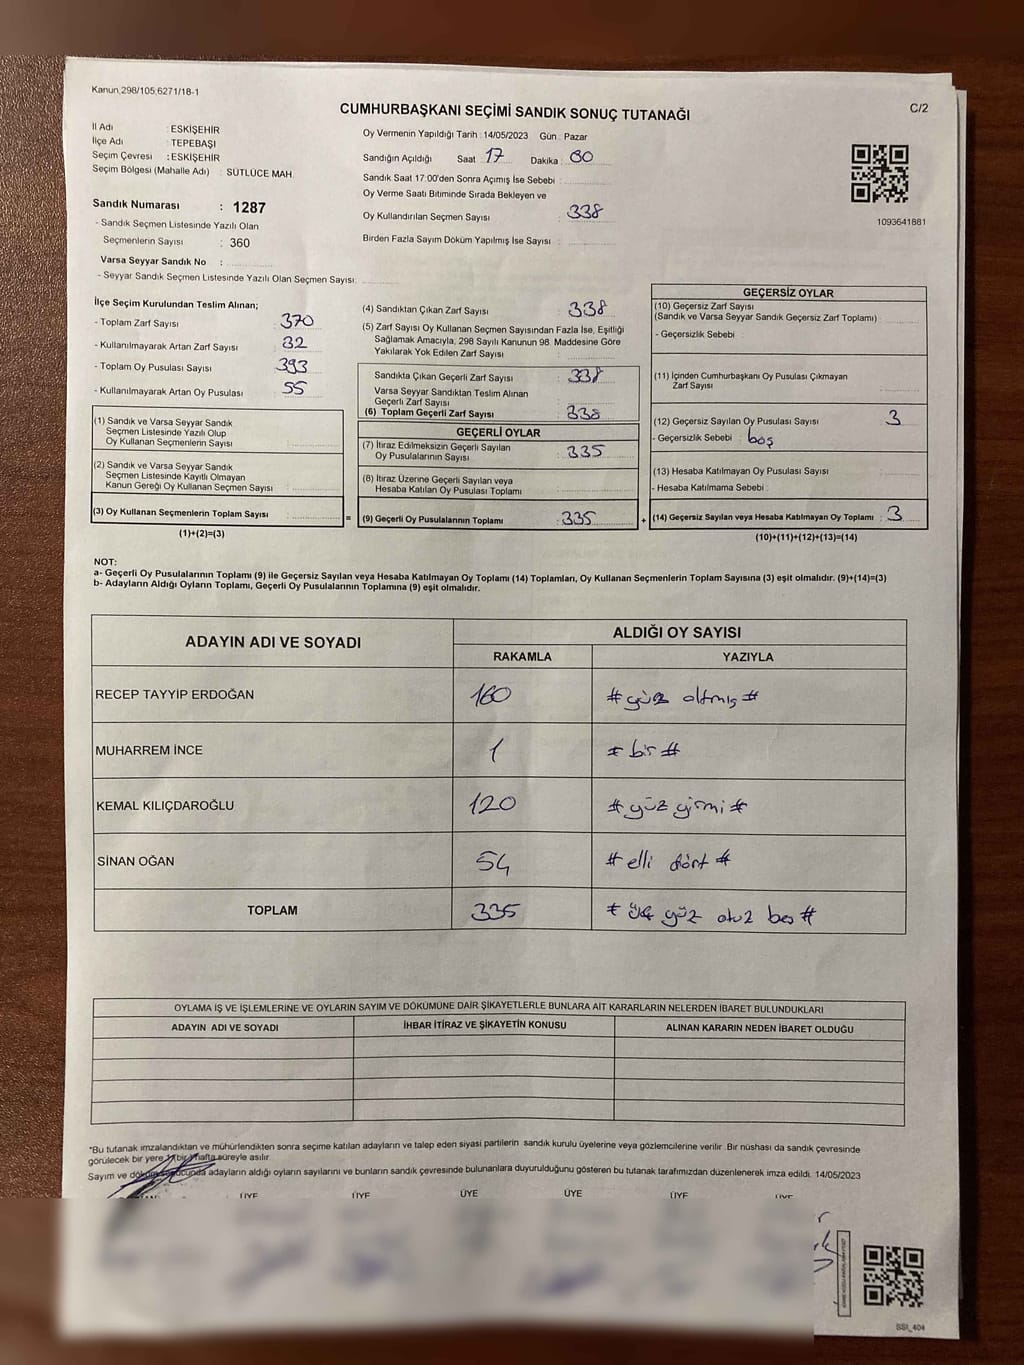 Kanun,298/105,6271/18-1
CUMHURBAŞKANI SEÇİMİ SANDIK SONUÇ TUTANAĞI
C/2
İl Adı : ESKİŞEHİR
İlçe Adı : TEPEBAŞI
Seçim Çevresi : ESKİŞEHİR
Seçim Bölgesi (Mahalle Adı) : SÜTLÜCE MAH.
Sandık Numarası : 1287
- Sandık Seçmen Listesinde Yazılı Olan
Seçmenlerin Sayısı : 360
Varsa Seyyar Sandık No :
- Seyyar Sandık Seçmen Listesinde Yazılı Olan Seçmen Sayısı:
Oy Vermenin Yapıldığı Tarih : 14/05/2023 Gün : Pazar
Sandığın Açıldığı Saat : 17 Dakika : 00
Sandık Saat 17:00'den Sonra Açımış İse Sebebi :
Oy Verme Saati Bitiminde Sırada Bekleyen ve
Oy Kullandırılan Seçmen Sayısı : 338
Birden Fazla Sayım Döküm Yapılmış İse Sayısı :
1093641881
İlçe Seçim Kurulundan Teslim Alınan;
- Toplam Zarf Sayısı : 370
- Kullanılmayarak Artan Zarf Sayısı : 32
- Toplam Oy Pusulası Sayısı : 393
- Kullanılmayarak Artan Oy Pusulası : 55
(1) Sandık ve Varsa Seyyar Sandık
Seçmen Listesinde Yazılı Olup
Oy Kullanan Seçmenlerin Sayısı :
(2) Sandık ve Varsa Seyyar Sandık
Seçmen Listesinde Kayıtlı Olmayan
Kanun Gereği Oy Kullanan Seçmen Sayısı :
(3) Oy Kullanan Seçmenlerin Toplam Sayısı :
(1)+(2)=(3)
=
(4) Sandıktan Çıkan Zarf Sayısı : 338
(5) Zarf Sayısı Oy Kullanan Seçmen Sayısından Fazla İse, Eşitliği
Sağlamak Amacıyla, 298 Sayılı Kanunun 98. Maddesine Göre
Yakılarak Yok Edilen Zarf Sayısı :
Sandıkta Çıkan Geçerli Zarf Sayısı : 338
Varsa Seyyar Sandıktan Teslim Alınan
Geçerli Zarf Sayısı :
(6) Toplam Geçerli Zarf Sayısı : 338
GEÇERLİ OYLAR
(7) İtiraz Edilmeksizin Geçerli Sayılan
Oy Pusulalarının Sayısı : 335
(8) İtiraz Üzerine Geçerli Sayılan veya
Hesaba Katılan Oy Pusulası Toplamı :
(9) Geçerli Oy Pusulalarının Toplamı : 335
+
GEÇERSİZ OYLAR
(10) Geçersiz Zarf Sayısı
(Sandık ve Varsa Seyyar Sandık Geçersiz Zarf Toplamı) :
- Geçersizlik Sebebi :
(11) İçinden Cumhurbaşkanı Oy Pusulası Çıkmayan
Zarf Sayısı :
(12) Geçersiz Sayılan Oy Pusulası Sayısı : 3
- Geçersizlik Sebebi : boş
(13) Hesaba Katılmayan Oy Pusulası Sayısı :
- Hesaba Katılmama Sebebi :
(14) Geçersiz Sayılan veya Hesaba Katılmayan Oy Toplamı : 3
(10)+(11)+(12)+(13)=(14)
NOT:
a- Geçerli Oy Pusulalarının Toplamı (9) ile Geçersiz Sayılan veya Hesaba Katılmayan Oy Toplamı (14) Toplamları, Oy Kullanan Seçmenlerin Toplam Sayısına (3) eşit olmalıdır. (9)+(14)=(3)
b- Adayların Aldığı Oyların Toplamı, Geçerli Oy Pusulalarının Toplamına (9) eşit olmalıdır.
ADAYIN ADI VE SOYADI
ALDIĞI OY SAYISI
RAKAMLA YAZIYLA
RECEP TAYYİP ERDOĞAN 160 # yüz altmış #
MUHARREM İNCE 1 # bir #
KEMAL KILIÇDAROĞLU 120 # yüz yirmi #
SİNAN OĞAN 54 # elli dört #
TOPLAM 335 # üç yüz otuz beş #
OYLAMA İŞ VE İŞLEMLERİNE VE OYLARIN SAYIM VE DÖKÜMÜNE DAİR ŞİKAYETLERLE BUNLARA AİT KARARLARIN NELERDEN İBARET BULUNDUKLARI
ADAYIN ADI VE SOYADI İHBAR İTİRAZ VE ŞİKAYETİN KONUSU ALINAN KARARIN NEDEN İBARET OLDUĞU
*Bu tutanak imzalandıktan ve mühürlendikten sonra seçime katılan adayların ve talep eden siyasi partilerin sandık kurulu üyelerine veya gözlemcilerine verilir. Bir nüshası da sandık çevresinde
görülecek bir yere bir hafta süreyle asılır.
Sayım ve döküm sonucunda adayların aldığı oyların sayılarını ve bunların sandık çevresinde bulunanlara duyurulduğunu gösteren bu tutanak tarafımızdan düzenlenerek imza edildi. 14/05/2023
ÜYE ÜYE ÜYE ÜYE ÜYE ÜYE
SSI_404